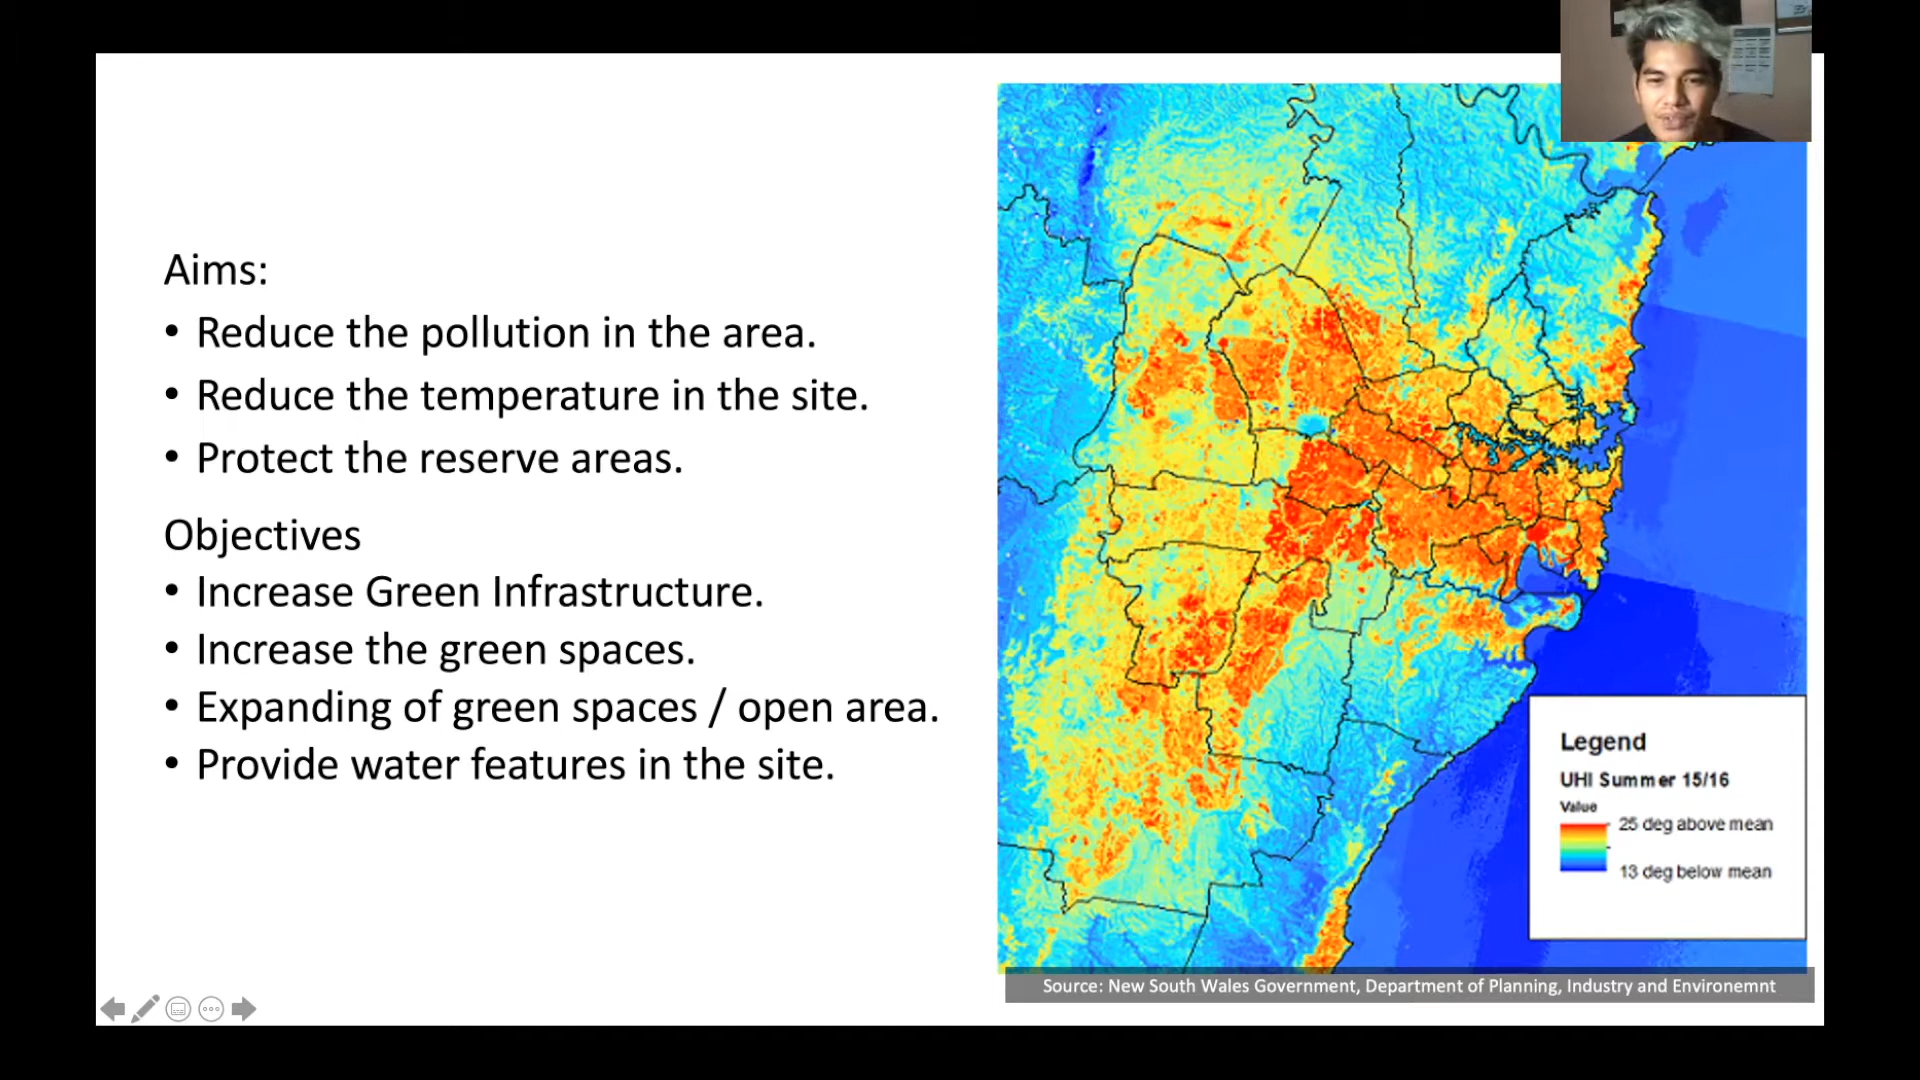 Aims:
• Reduce the pollution in the area.
• Reduce the temperature in the site.
• Protect the reserve areas.
Objectives
• Increase Green Infrastructure.
• Increase the green spaces.
• Expanding of green spaces / open area.
• Provide water features in the site.
Legend
UHI Summer 15/16
Value
25 deg above mean
13 deg below mean
Source: New South Wales Government, Department of Planning, Industry and Environemnt